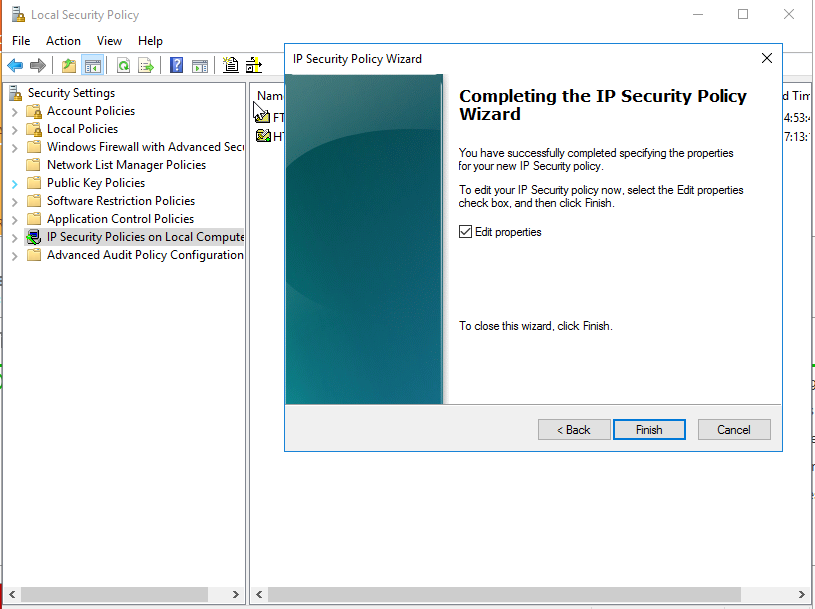 Local Security Policy
File Action View Help
Security Settings
Account Policies
Local Policies
Windows Firewall with Advanced Secu
Network List Manager Policies
Public Key Policies
Software Restriction Policies
Application Control Policies
IP Security Policies on Local Compute
Advanced Audit Policy Configuration
Nam
FT
HT
d Tim
4:53:4
7:13:1
IP Security Policy Wizard
Completing the IP Security Policy
Wizard
You have successfully completed specifying the properties
for your new IP Security policy.
To edit your IP Security policy now, select the Edit properties
check box, and then click Finish.
Edit properties
To close this wizard, click Finish.
< Back Finish Cancel